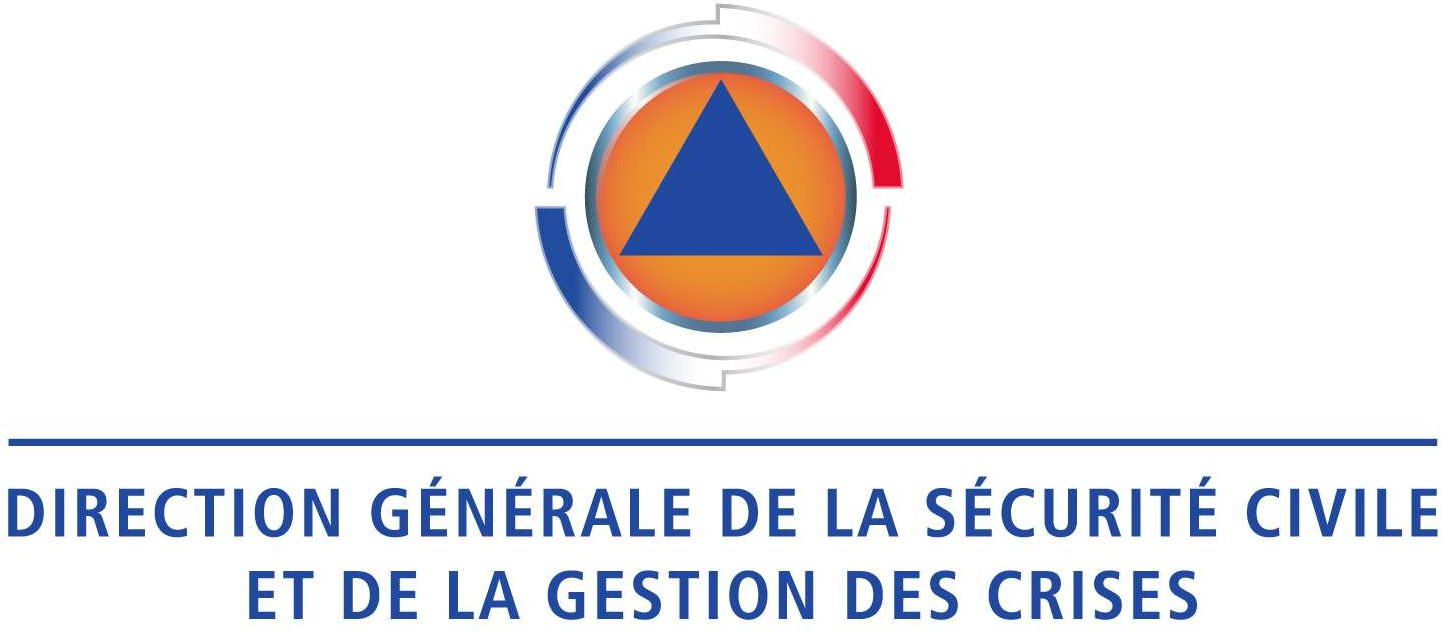 DIRECTION GÉNÉRALE DE LA SÉCURITÉ CIVILE
ET DE LA GESTION DES CRISES